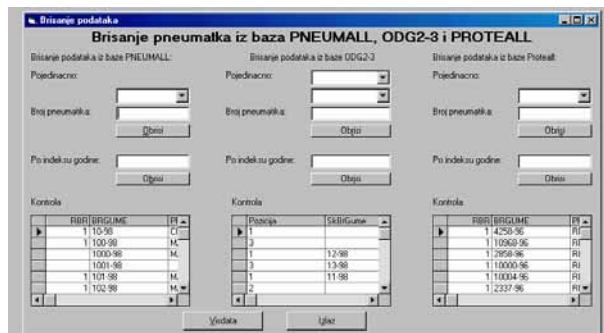 Brisanje podataka
Brisanje pneumatka iz baza PNEUMALL, ODG2-3 i PROTEALL
Brisanje podataka iz baze PNEUMALL: Brisanje podataka iz baze ODG2-3 Brisanje podataka iz baze Proteall:
Pojedinacno: Pojedinacno: Pojedinacno:
Broj pneumatika: Broj pneumatika: Broj pneumatika:
Obrisi Obrisi Obrisi
Po indeksu godine: Po indeksu godine: Po indeksu godine:
Obrisi Obrisi Obrisi
Kontrola Kontrola Kontrola
RBR BRGUME Pozicija SkBrGume RBR BRGUME
1 10-98 1 1 4258-96
1 100-98 3 1 10968-96
1000-98 1 12-98 1 2858-96
1001-98 3 13-98 1 10000-96
1 101-98 1 11-98 1 10004-96
1 102-98 2 1 2337-96
Izlaz